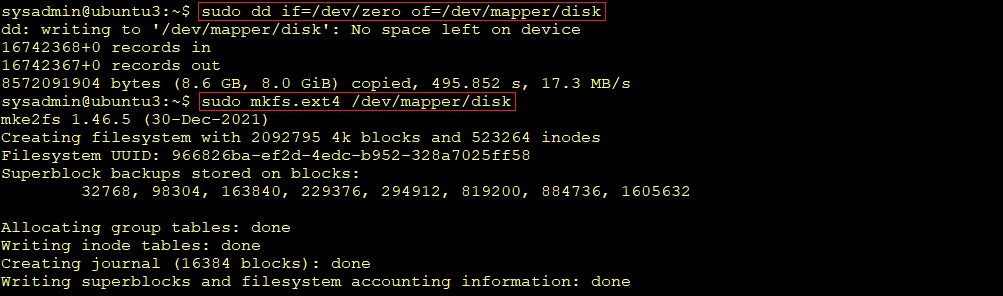 sysadmin@ubuntu3:~$ sudo dd if=/dev/zero of=/dev/mapper/disk
dd: writing to '/dev/mapper/disk': No space left on device
16742368+0 records in
16742367+0 records out
8572091904 bytes (8.6 GB, 8.0 GiB) copied, 495.852 s, 17.3 MB/s
sysadmin@ubuntu3:~$ sudo mkfs.ext4 /dev/mapper/disk
mke2fs 1.46.5 (30-Dec-2021)
Creating filesystem with 2092795 4k blocks and 523264 inodes
Filesystem UUID: 966826ba-ef2d-4edc-b952-328a7025ff58
Superblock backups stored on blocks:
        32768, 98304, 163840, 229376, 294912, 819200, 884736, 1605632
Allocating group tables: done
Writing inode tables: done
Creating journal (16384 blocks): done
Writing superblocks and filesystem accounting information: done